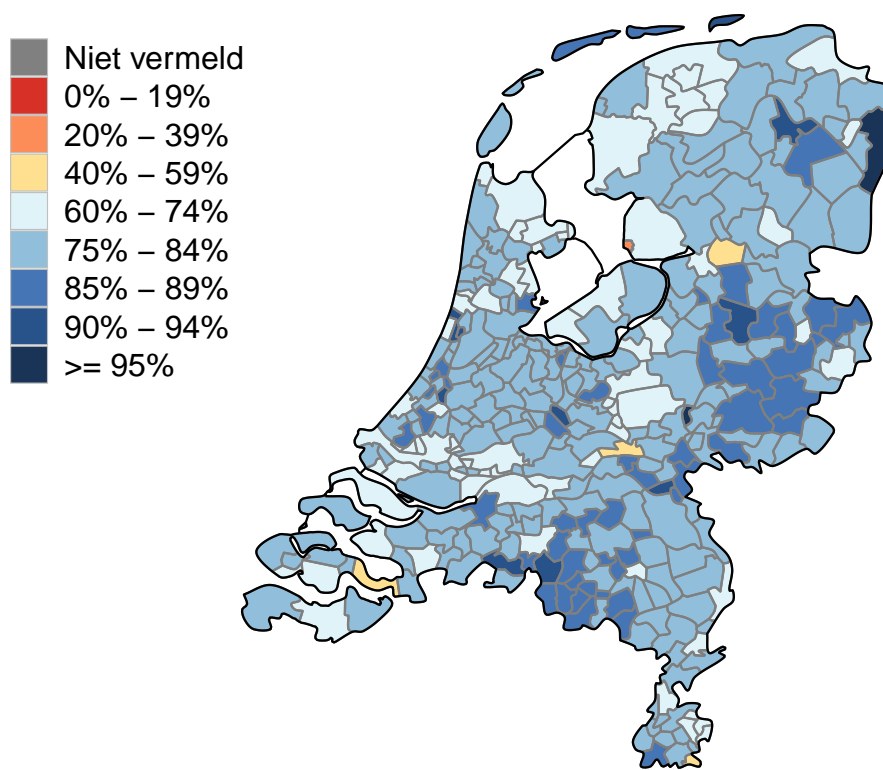 Niet vermeld
0% – 19%
20% – 39%
40% – 59%
60% – 74%
75% – 84%
85% – 89%
90% – 94%
>= 95%